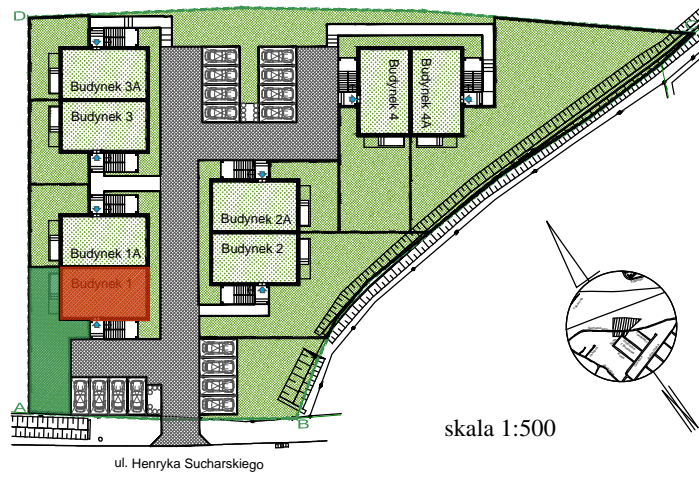 D
Budynek 3A
Budynek 3
Budynek 4
Budynek 4A
Budynek 2A
Budynek 2
Budynek 1A
Budynek 1
A
B
skala 1:500
ul. Henryka Sucharskiego